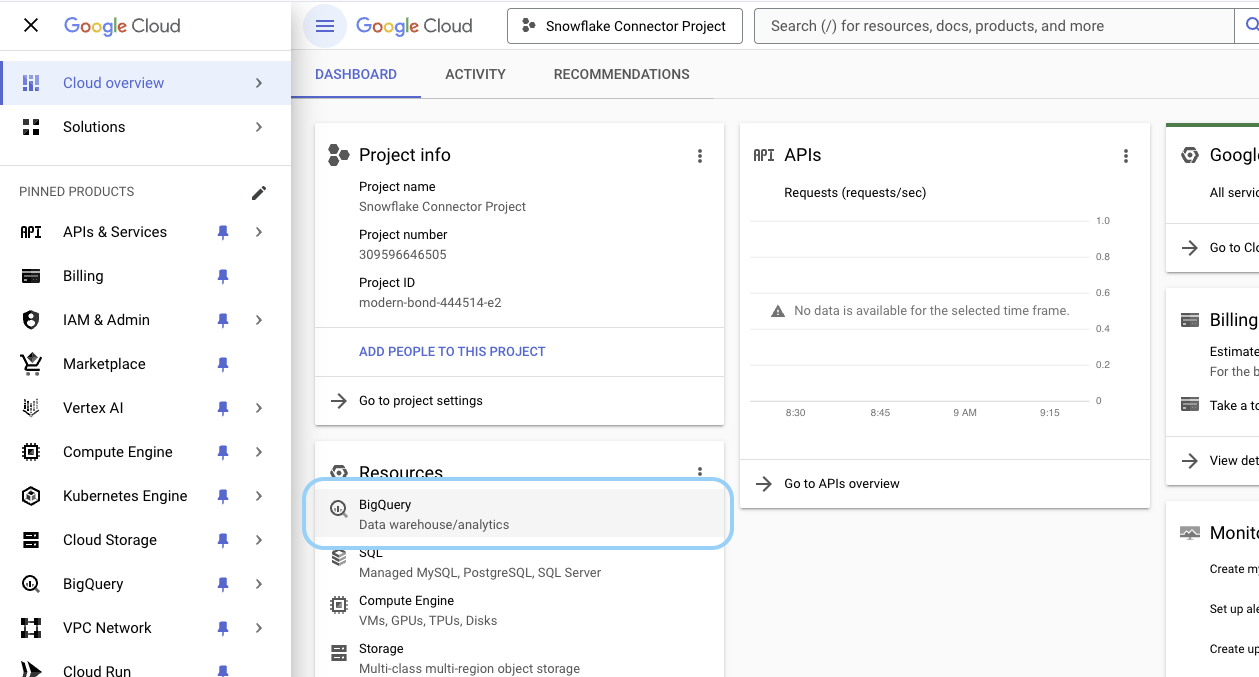 Google Cloud
Cloud overview
Solutions
PINNED PRODUCTS
APIs & Services
Billing
IAM & Admin
Marketplace
Vertex AI
Compute Engine
Kubernetes Engine
Cloud Storage
BigQuery
VPC Network
Cloud Run
Google Cloud
Snowflake Connector Project
Search (/) for resources, docs, products, and more
DASHBOARD
ACTIVITY
RECOMMENDATIONS
Project info
Project name
Snowflake Connector Project
Project number
309596646505
Project ID
modern-bond-444514-e2
ADD PEOPLE TO THIS PROJECT
Go to project settings
Resources
BigQuery
Data warehouse/analytics
SQL
Managed MySQL, PostgreSQL, SQL Server
Compute Engine
VMs, GPUs, TPUs, Disks
Storage
Multi-class multi-region object storage
API APIs
Requests (requests/sec)
1.0
0.8
0.6
No data is available for the selected time frame.
0.4
0.2
0
8:30 8:45 9 AM 9:15
Go to APIs overview
Google
All servic
Go to Clo
Billing
Estimate
For the b
Take a to
View det
Monito
Create my
Set up ale
Create up